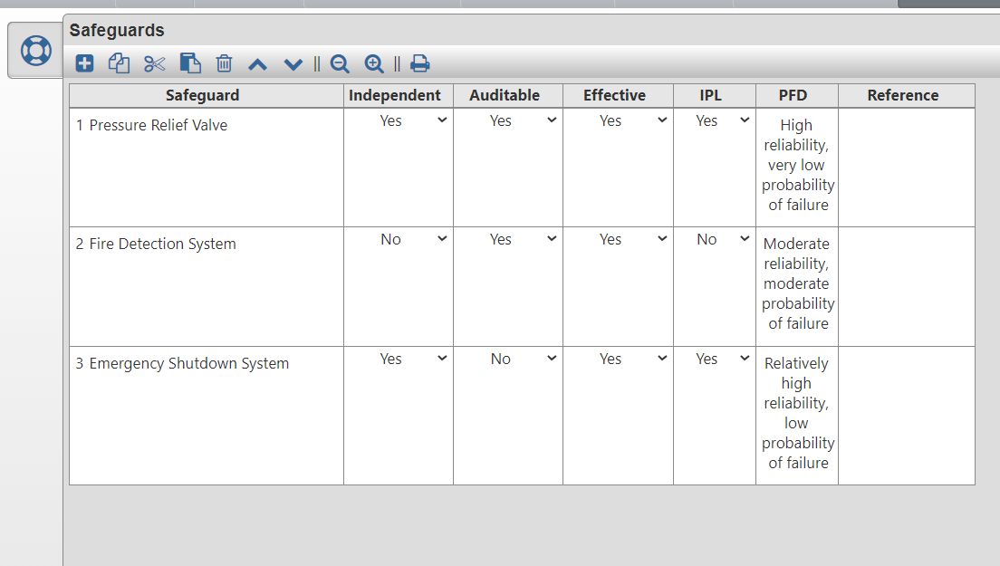 Safeguards
Safeguard Independent Auditable Effective IPL PFD Reference
1 Pressure Relief Valve Yes Yes Yes Yes High
reliability,
very low
probability
of failure
2 Fire Detection System No Yes Yes No Moderate
reliability,
moderate
probability
of failure
3 Emergency Shutdown System Yes No Yes Yes Relatively
high
reliability,
low
probability
of failure